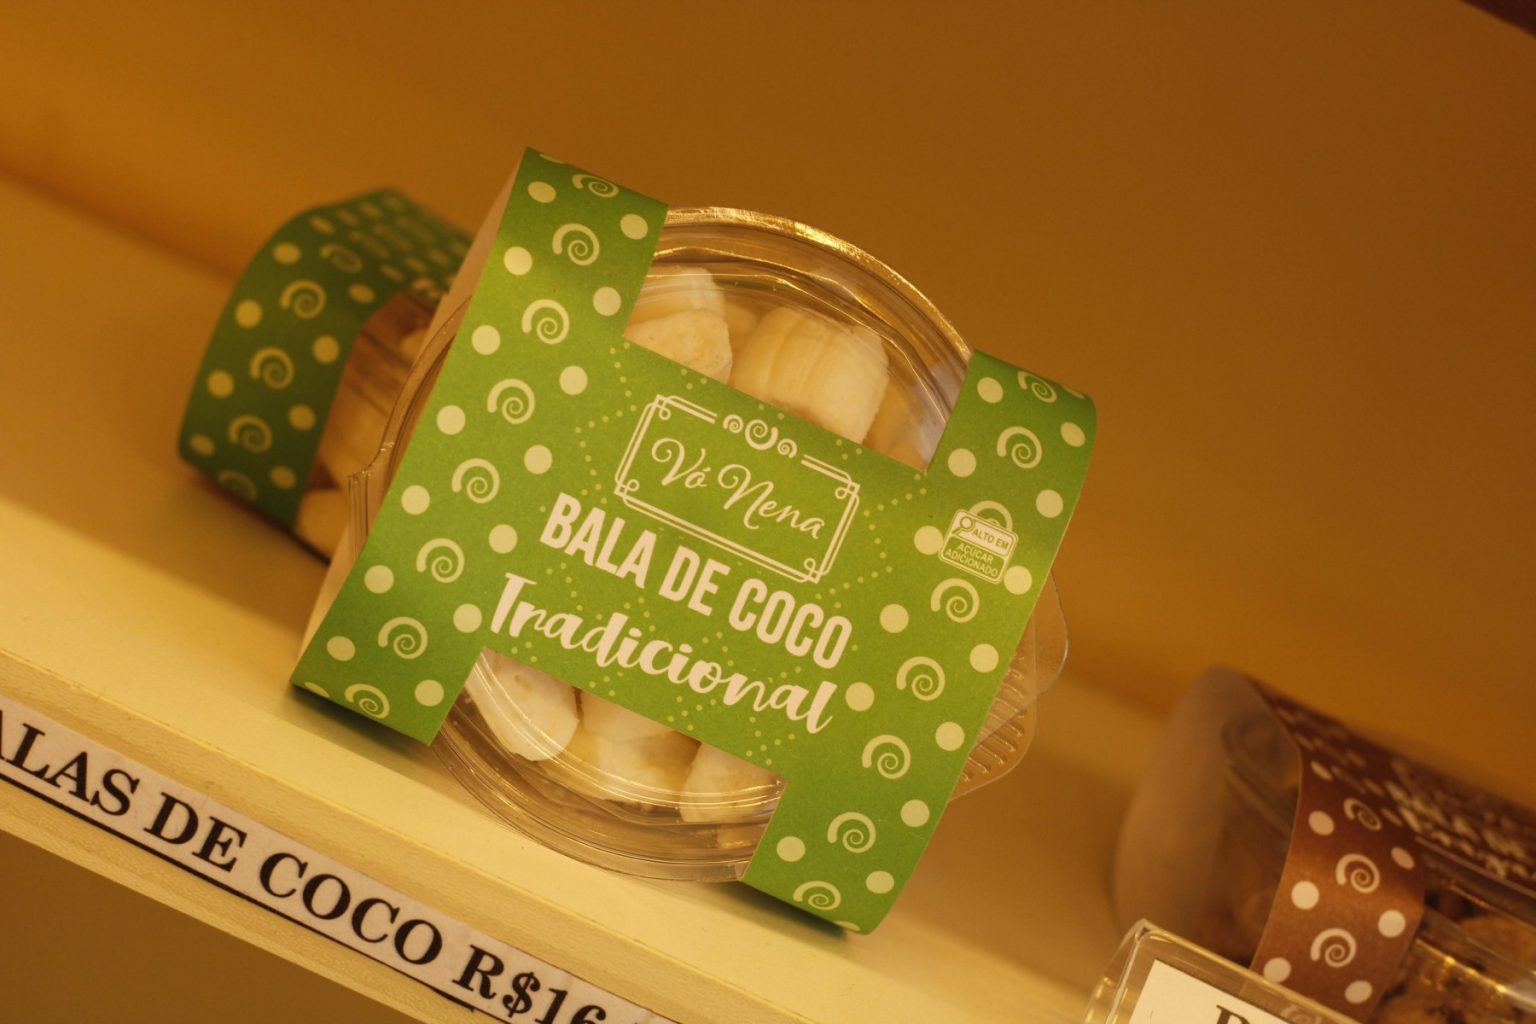 Vó Nena
BALA DE COCO
Tradicional
ALTO EM
AÇÚCAR
ADICIONADO
ALAS DE COCO R$16